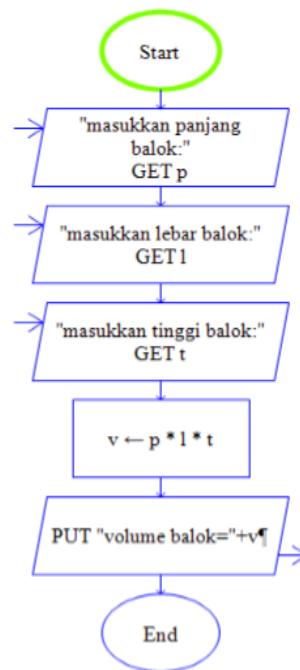 Start
"masukkan panjang
balok:"
GET p
"masukkan lebar balok:"
GET l
"masukkan tinggi balok:"
GET t
v ← p * l * t
PUT "volume balok="+v¶
End